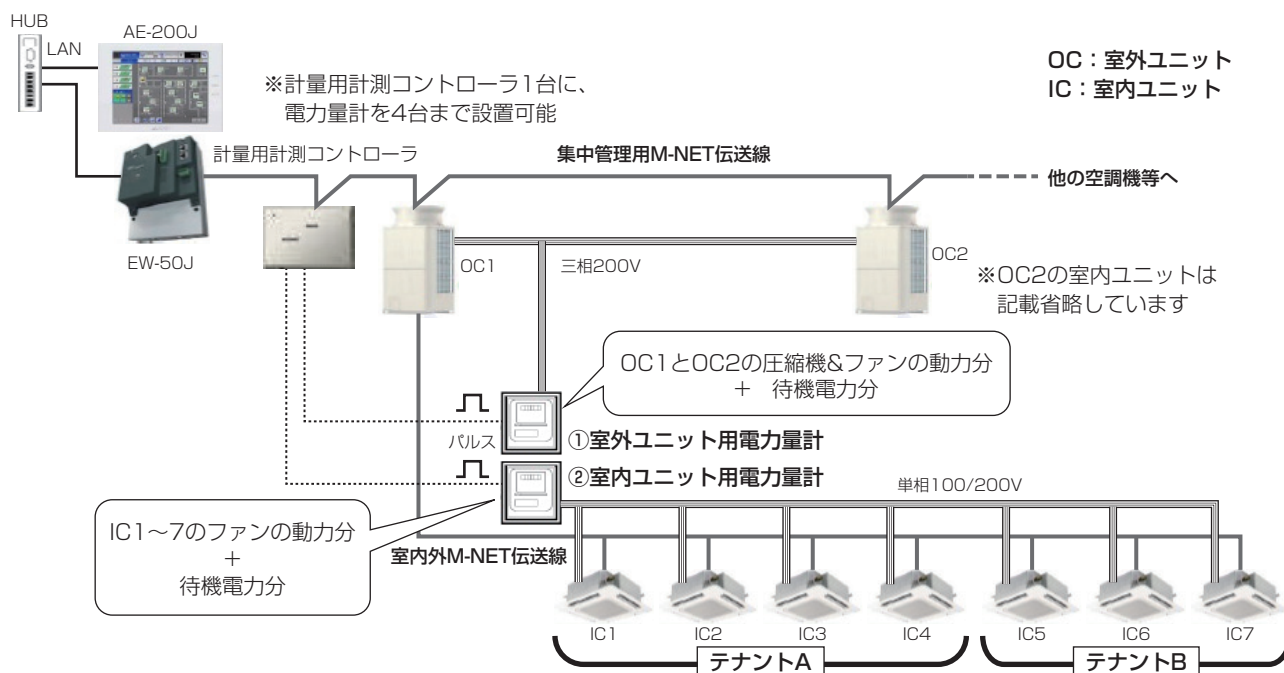 HUB
LAN
AE-200J
OC：室外ユニット
IC：室内ユニット
※計量用計測コントローラ1台に、
電力量計を4台まで設置可能
計量用計測コントローラ
集中管理用M-NET伝送線
他の空調機等へ
EW-50J
OC1
三相200V
OC2
※OC2の室内ユニットは
記載省略しています
OC1とOC2の圧縮機&ファンの動力分
＋ 待機電力分
パルス
①室外ユニット用電力量計
②室内ユニット用電力量計
単相100/200V
IC1〜7のファンの動力分
＋
待機電力分
室内外M-NET伝送線
IC1
IC2
IC3
IC4
IC5
IC6
IC7
テナントA
テナントB